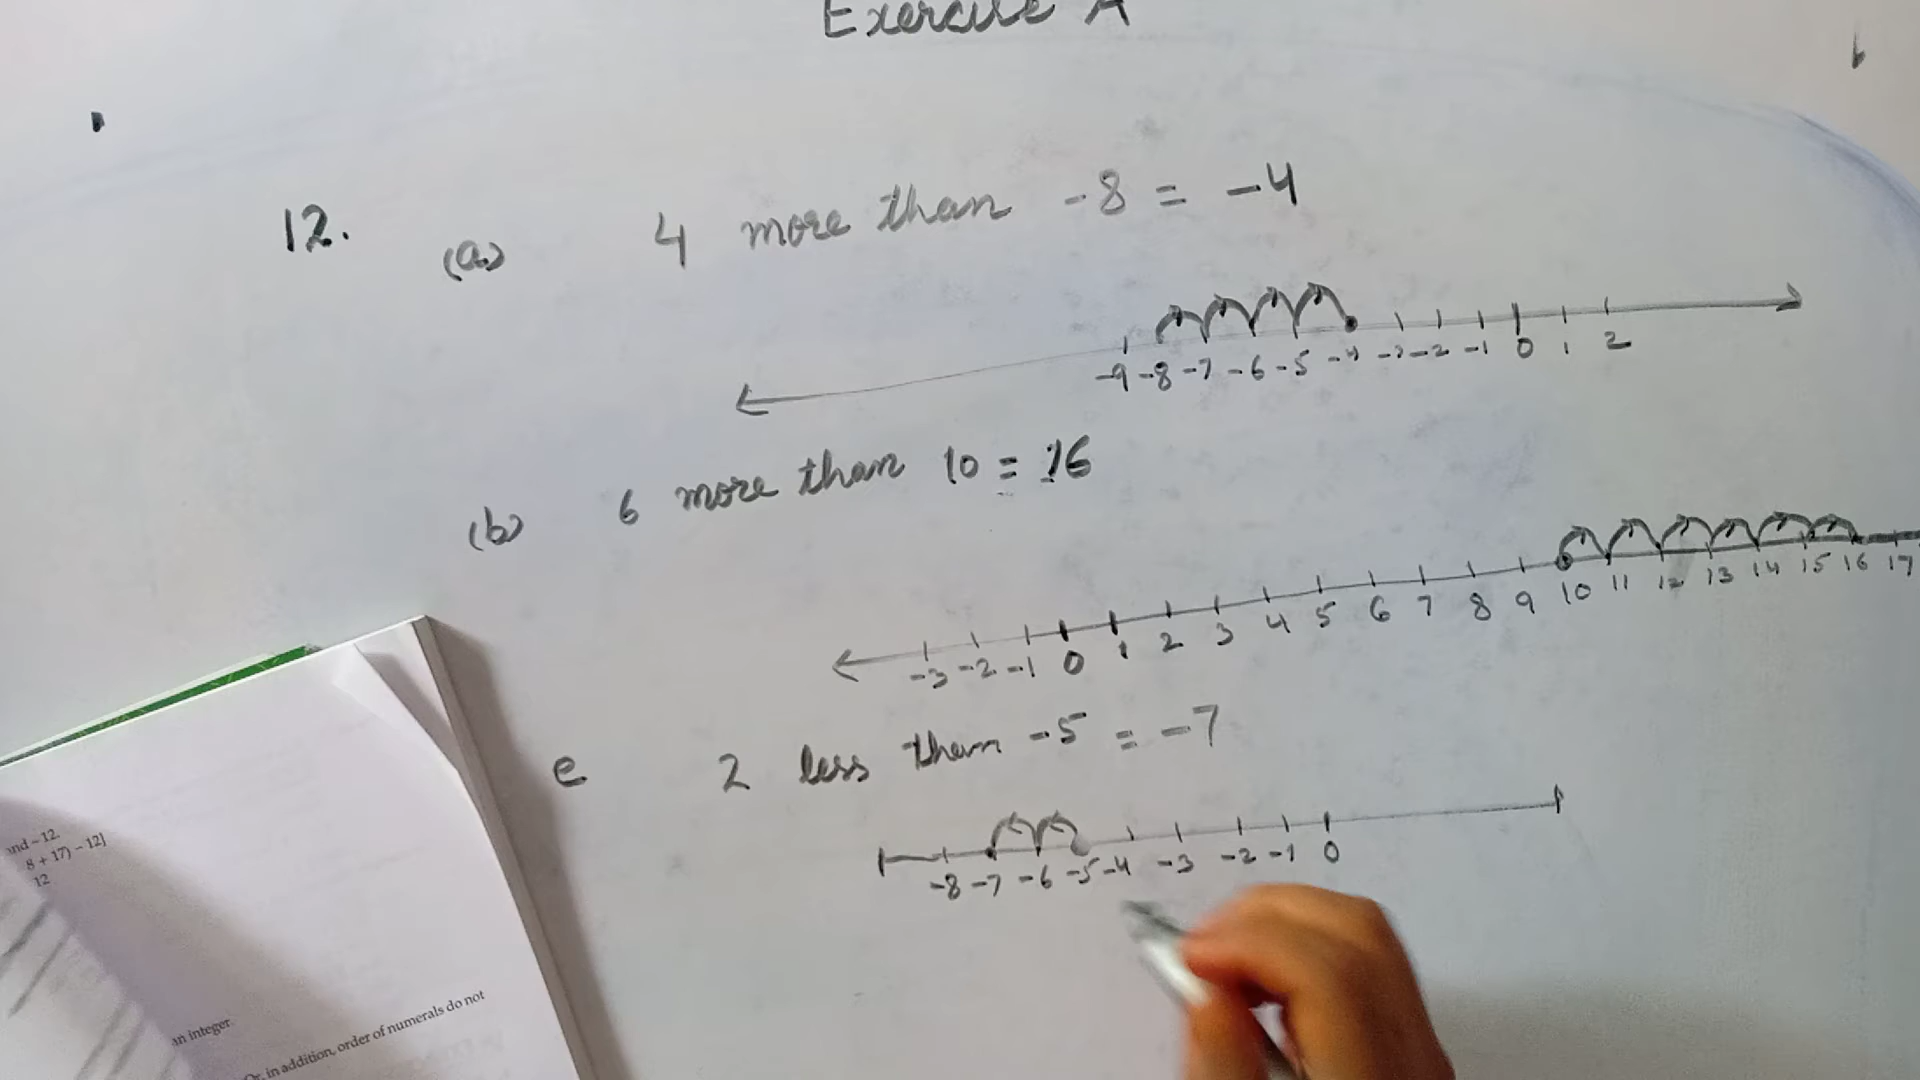 Exercise A
12. (a) 4 more than -8 = -4
-9 -8 -7 -6 -5 -4 -3 -2 -1 0 1 2
(b) 6 more than 10 = 16
-3 -2 -1 0 1 2 3 4 5 6 7 8 9 10 11 12 13 14 15 16 17
e 2 less than -5 = -7
-8 -7 -6 -5 -4 -3 -2 -1 0
and -12
8 + 17) - 12]
12
an integer
in addition, order of numerals do not